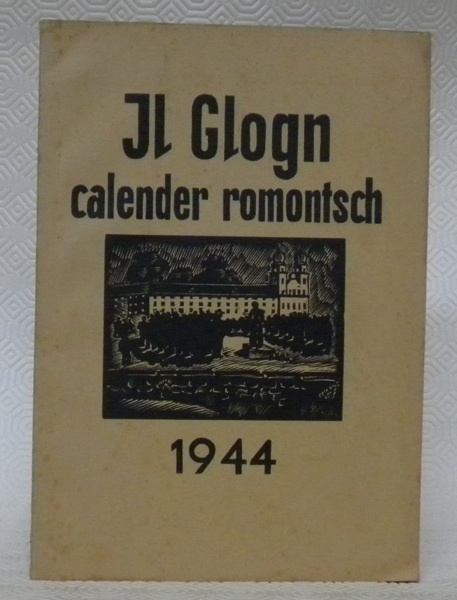 Il Glogn
calender romontsch
1944